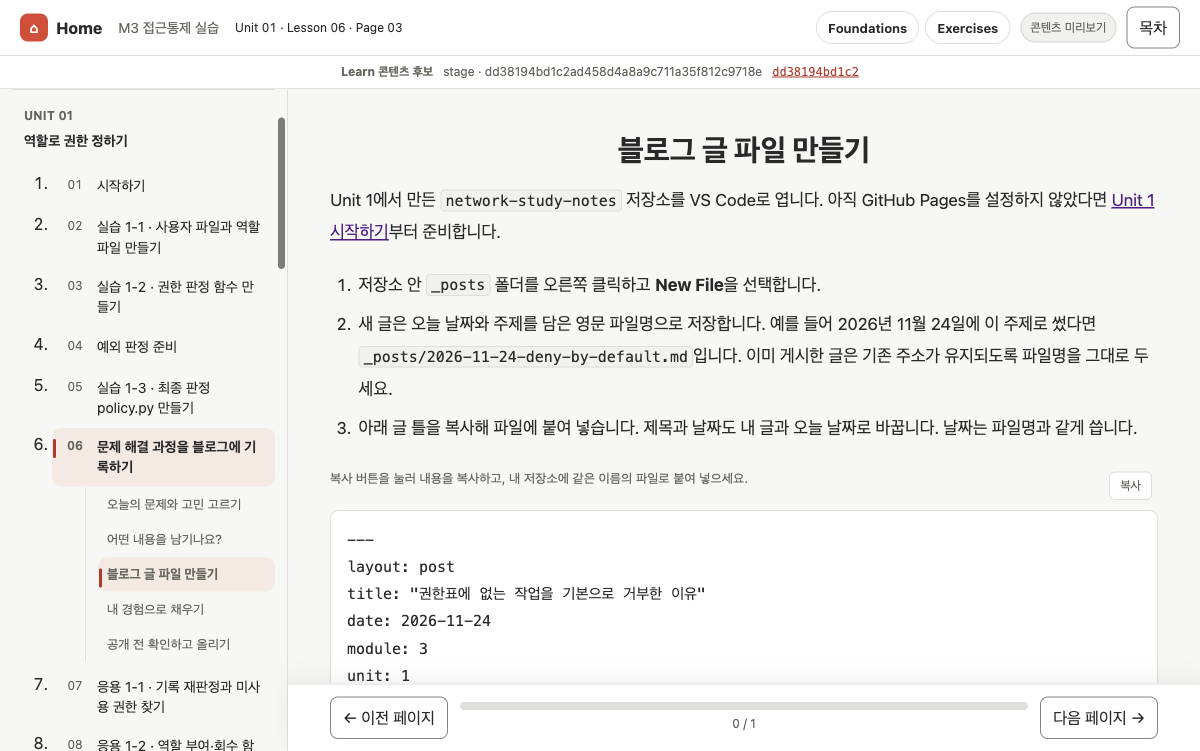 Home M3 접근통제 실습 Unit 01 · Lesson 06 · Page 03 Foundations Exercises 콘텐츠 미리보기 목차
Learn 콘텐츠 후보 stage · dd38194bd1c2ad458d4a8a9c711a35f812c9718e dd38194bd1c2
UNIT 01
역할로 권한 정하기
1. 01 시작하기
2. 02 실습 1-1 · 사용자 파일과 역할
파일 만들기
3. 03 실습 1-2 · 권한 판정 함수 만
들기
4. 04 예외 판정 준비
5. 05 실습 1-3 · 최종 판정
policy.py 만들기
6. 06 문제 해결 과정을 블로그에 기
록하기
오늘의 문제와 고민 고르기
어떤 내용을 남기나요?
블로그 글 파일 만들기
내 경험으로 채우기
공개 전 확인하고 올리기
7. 07 응용 1-1 · 기록 재판정과 미사
용 권한 찾기
8. 08 응용 1-2 · 역할 부여·회수 함
블로그 글 파일 만들기
Unit 1에서 만든 network-study-notes 저장소를 VS Code로 엽니다. 아직 GitHub Pages를 설정하지 않았다면 Unit 1
시작하기부터 준비합니다.
1. 저장소 안 _posts 폴더를 오른쪽 클릭하고 New File을 선택합니다.
2. 새 글은 오늘 날짜와 주제를 담은 영문 파일명으로 저장합니다. 예를 들어 2026년 11월 24일에 이 주제로 썼다면
_posts/2026-11-24-deny-by-default.md입니다. 이미 게시한 글은 기존 주소가 유지되도록 파일명을 그대로 두
세요.
3. 아래 글 틀을 복사해 파일에 붙여 넣습니다. 제목과 날짜도 내 글과 오늘 날짜로 바꿉니다. 날짜는 파일명과 같게 씁니다.
복사 버튼을 눌러 내용을 복사하고, 내 저장소에 같은 이름의 파일로 붙여 넣으세요.
복사
---
layout: post
title: "권한표에 없는 작업을 기본으로 거부한 이유"
date: 2026-11-24
module: 3
unit: 1
← 이전 페이지
0 / 1
다음 페이지 →